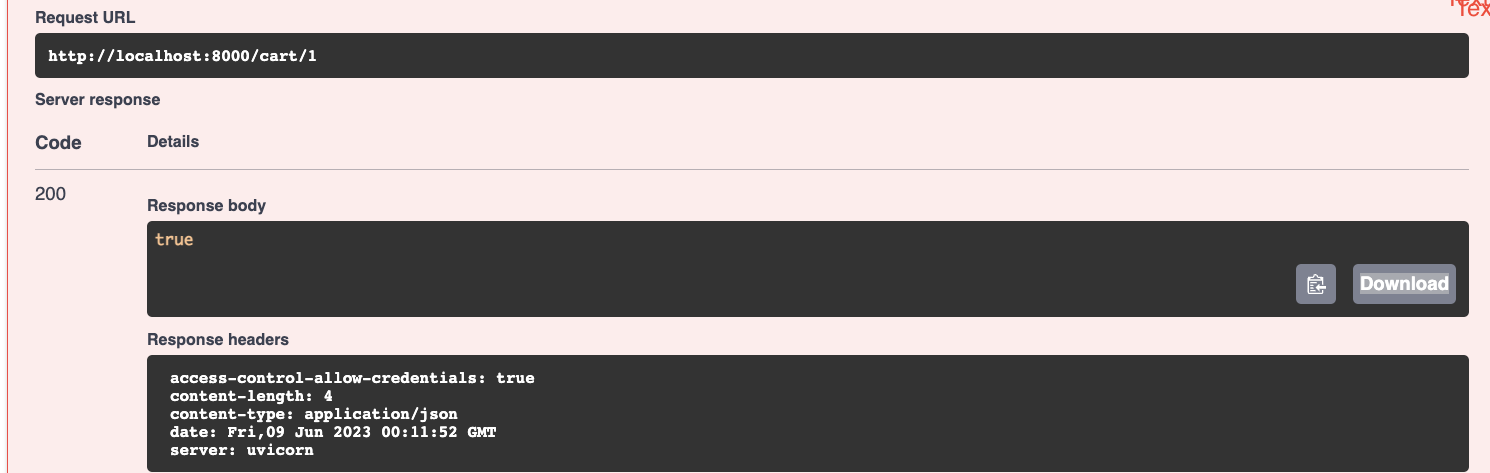 Request URL
Tex
http://localhost:8000/cart/1
Server response
Code Details
200
Response body
true
Download
Response headers
access-control-allow-credentials: true
content-length: 4
content-type: application/json
date: Fri,09 Jun 2023 00:11:52 GMT
server: uvicorn